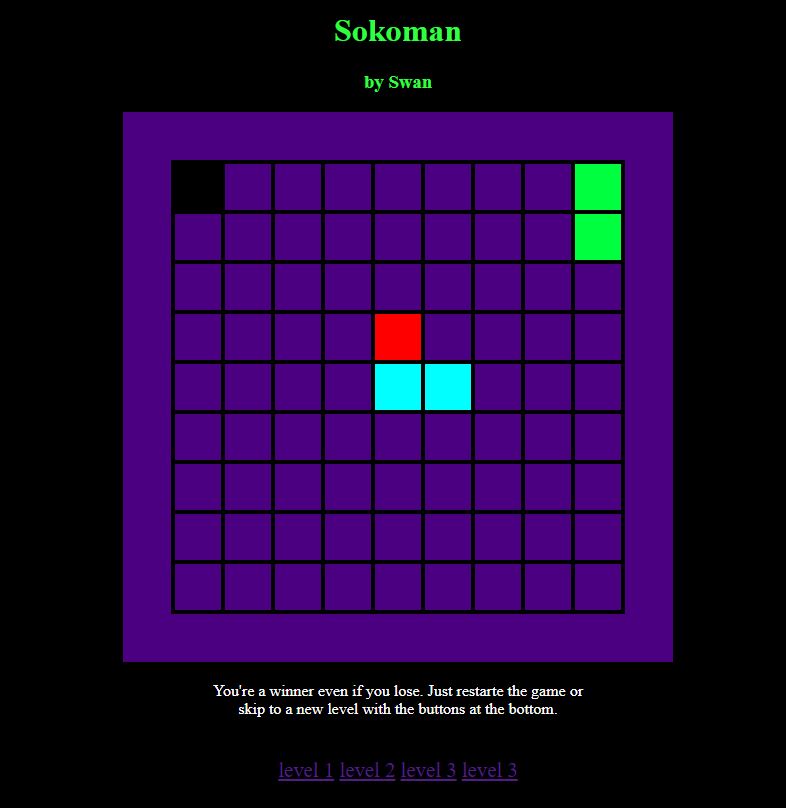 Sokoman
by Swan
You're a winner even if you lose. Just restarte the game or
skip to a new level with the buttons at the bottom.
level 1 level 2 level 3 level 3